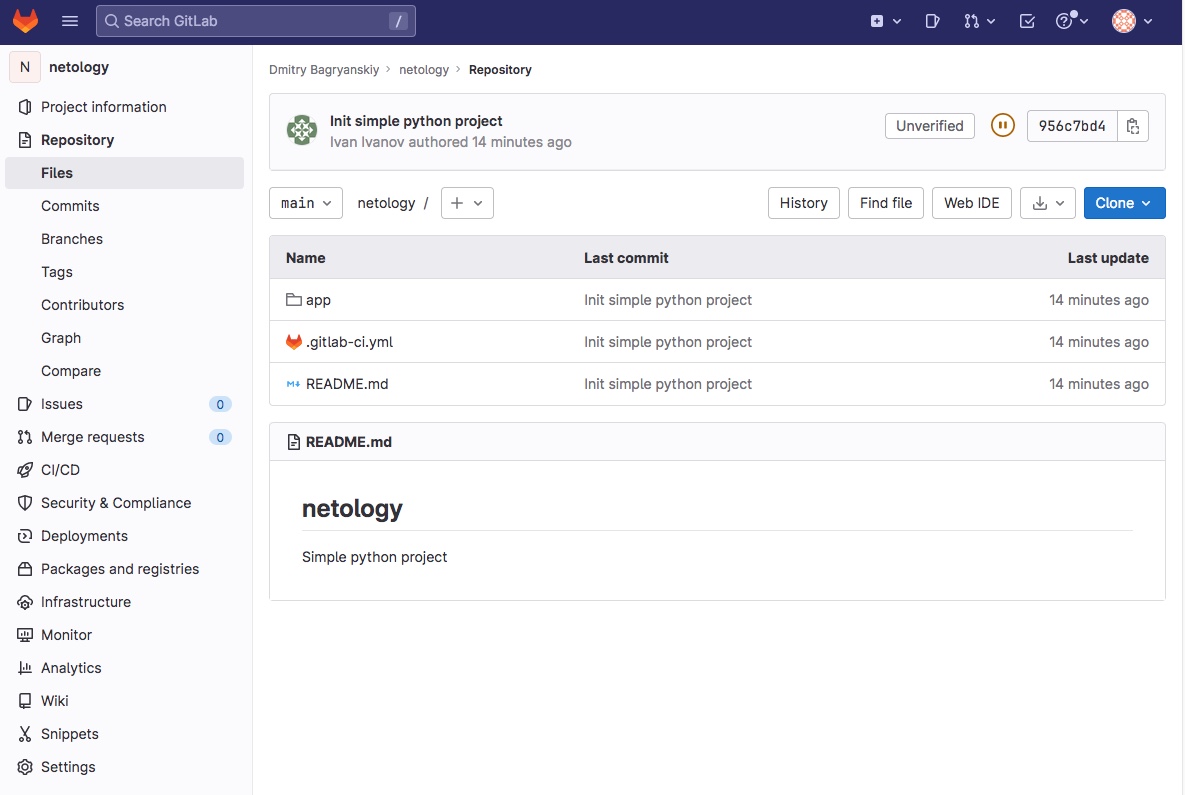 Search GitLab /
N netology
Project information
Repository
Files
Commits
Branches
Tags
Contributors
Graph
Compare
Issues 0
Merge requests 0
CI/CD
Security & Compliance
Deployments
Packages and registries
Infrastructure
Monitor
Analytics
Wiki
Snippets
Settings
Dmitry Bagryanskiy › netology › Repository
Init simple python project
Ivan Ivanov authored 14 minutes ago
Unverified 956c7bd4
main netology / + History Find file Web IDE Clone
Name Last commit Last update
app Init simple python project 14 minutes ago
.gitlab-ci.yml Init simple python project 14 minutes ago
M↓ README.md Init simple python project 14 minutes ago
README.md
netology
Simple python project